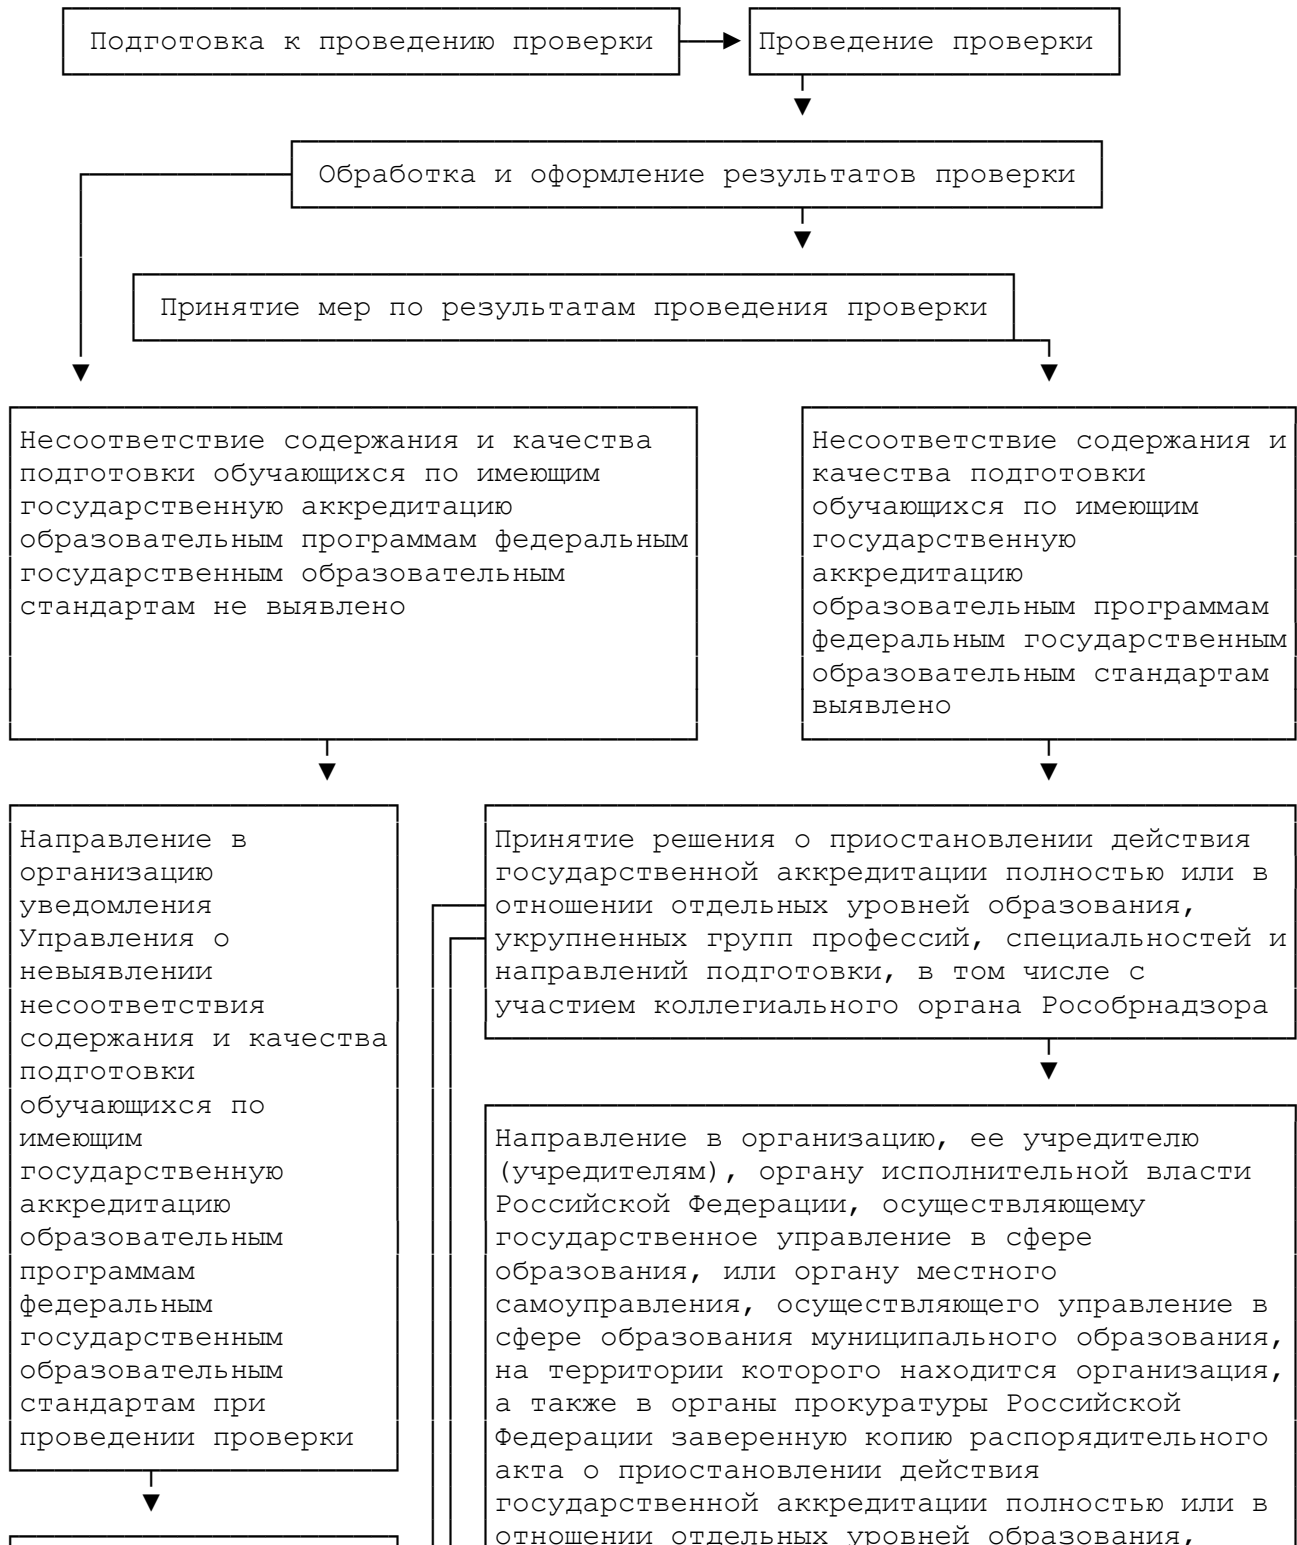 Подготовка к проведению проверки
Проведение проверки
Обработка и оформление результатов проверки
Принятие мер по результатам проведения проверки
Несоответствие содержания и качества
подготовки обучающихся по имеющим
государственную аккредитацию
образовательным программам федеральным
государственным образовательным
стандартам не выявлено
Несоответствие содержания и
качества подготовки
обучающихся по имеющим
государственную
аккредитацию
образовательным программам
федеральным государственным
образовательным стандартам
выявлено
Направление в
организацию
уведомления
Управления о
невыявлении
несоответствия
содержания и качества
подготовки
обучающихся по
имеющим
государственную
аккредитацию
образовательным
программам
федеральным
государственным
образовательным
стандартам при
проведении проверки
Принятие решения о приостановлении действия
государственной аккредитации полностью или в
отношении отдельных уровней образования,
укрупненных групп профессий, специальностей и
направлений подготовки, в том числе с
участием коллегиального органа Рособрнадзора
Направление в организацию, ее учредителю
(учредителям), органу исполнительной власти
Российской Федерации, осуществляющему
государственное управление в сфере
образования, или органу местного
самоуправления, осуществляющего управление в
сфере образования муниципального образования,
на территории которого находится организация,
а также в органы прокуратуры Российской
Федерации заверенную копию распорядительного
акта о приостановлении действия
государственной аккредитации полностью или в
отношении отдельных уровней образования,